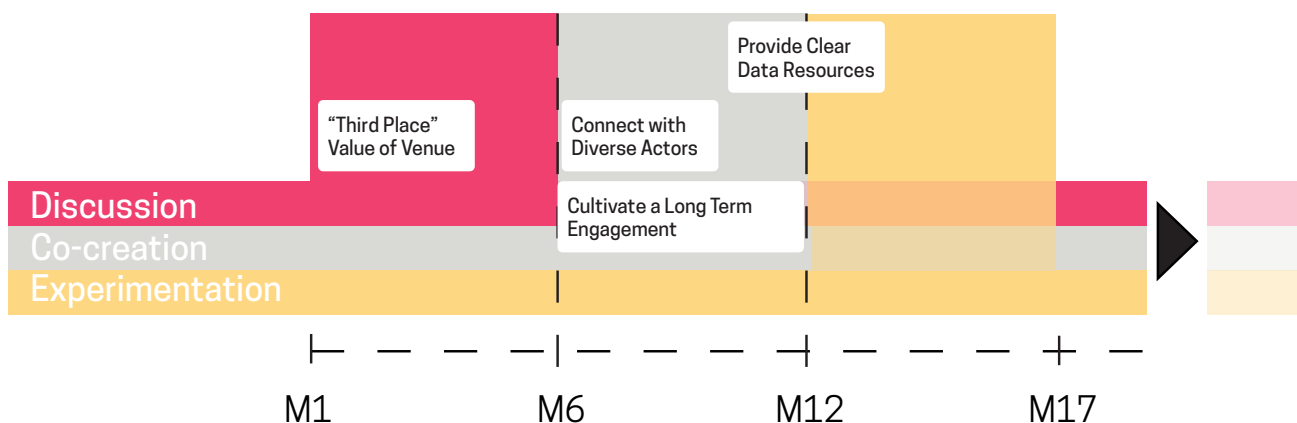 Provide Clear
Data Resources
“Third Place”
Value of Venue
Connect with
Diverse Actors
Cultivate a Long Term
Engagement
Discussion
Co-creation
Experimentation
M1
M6
M12
M17